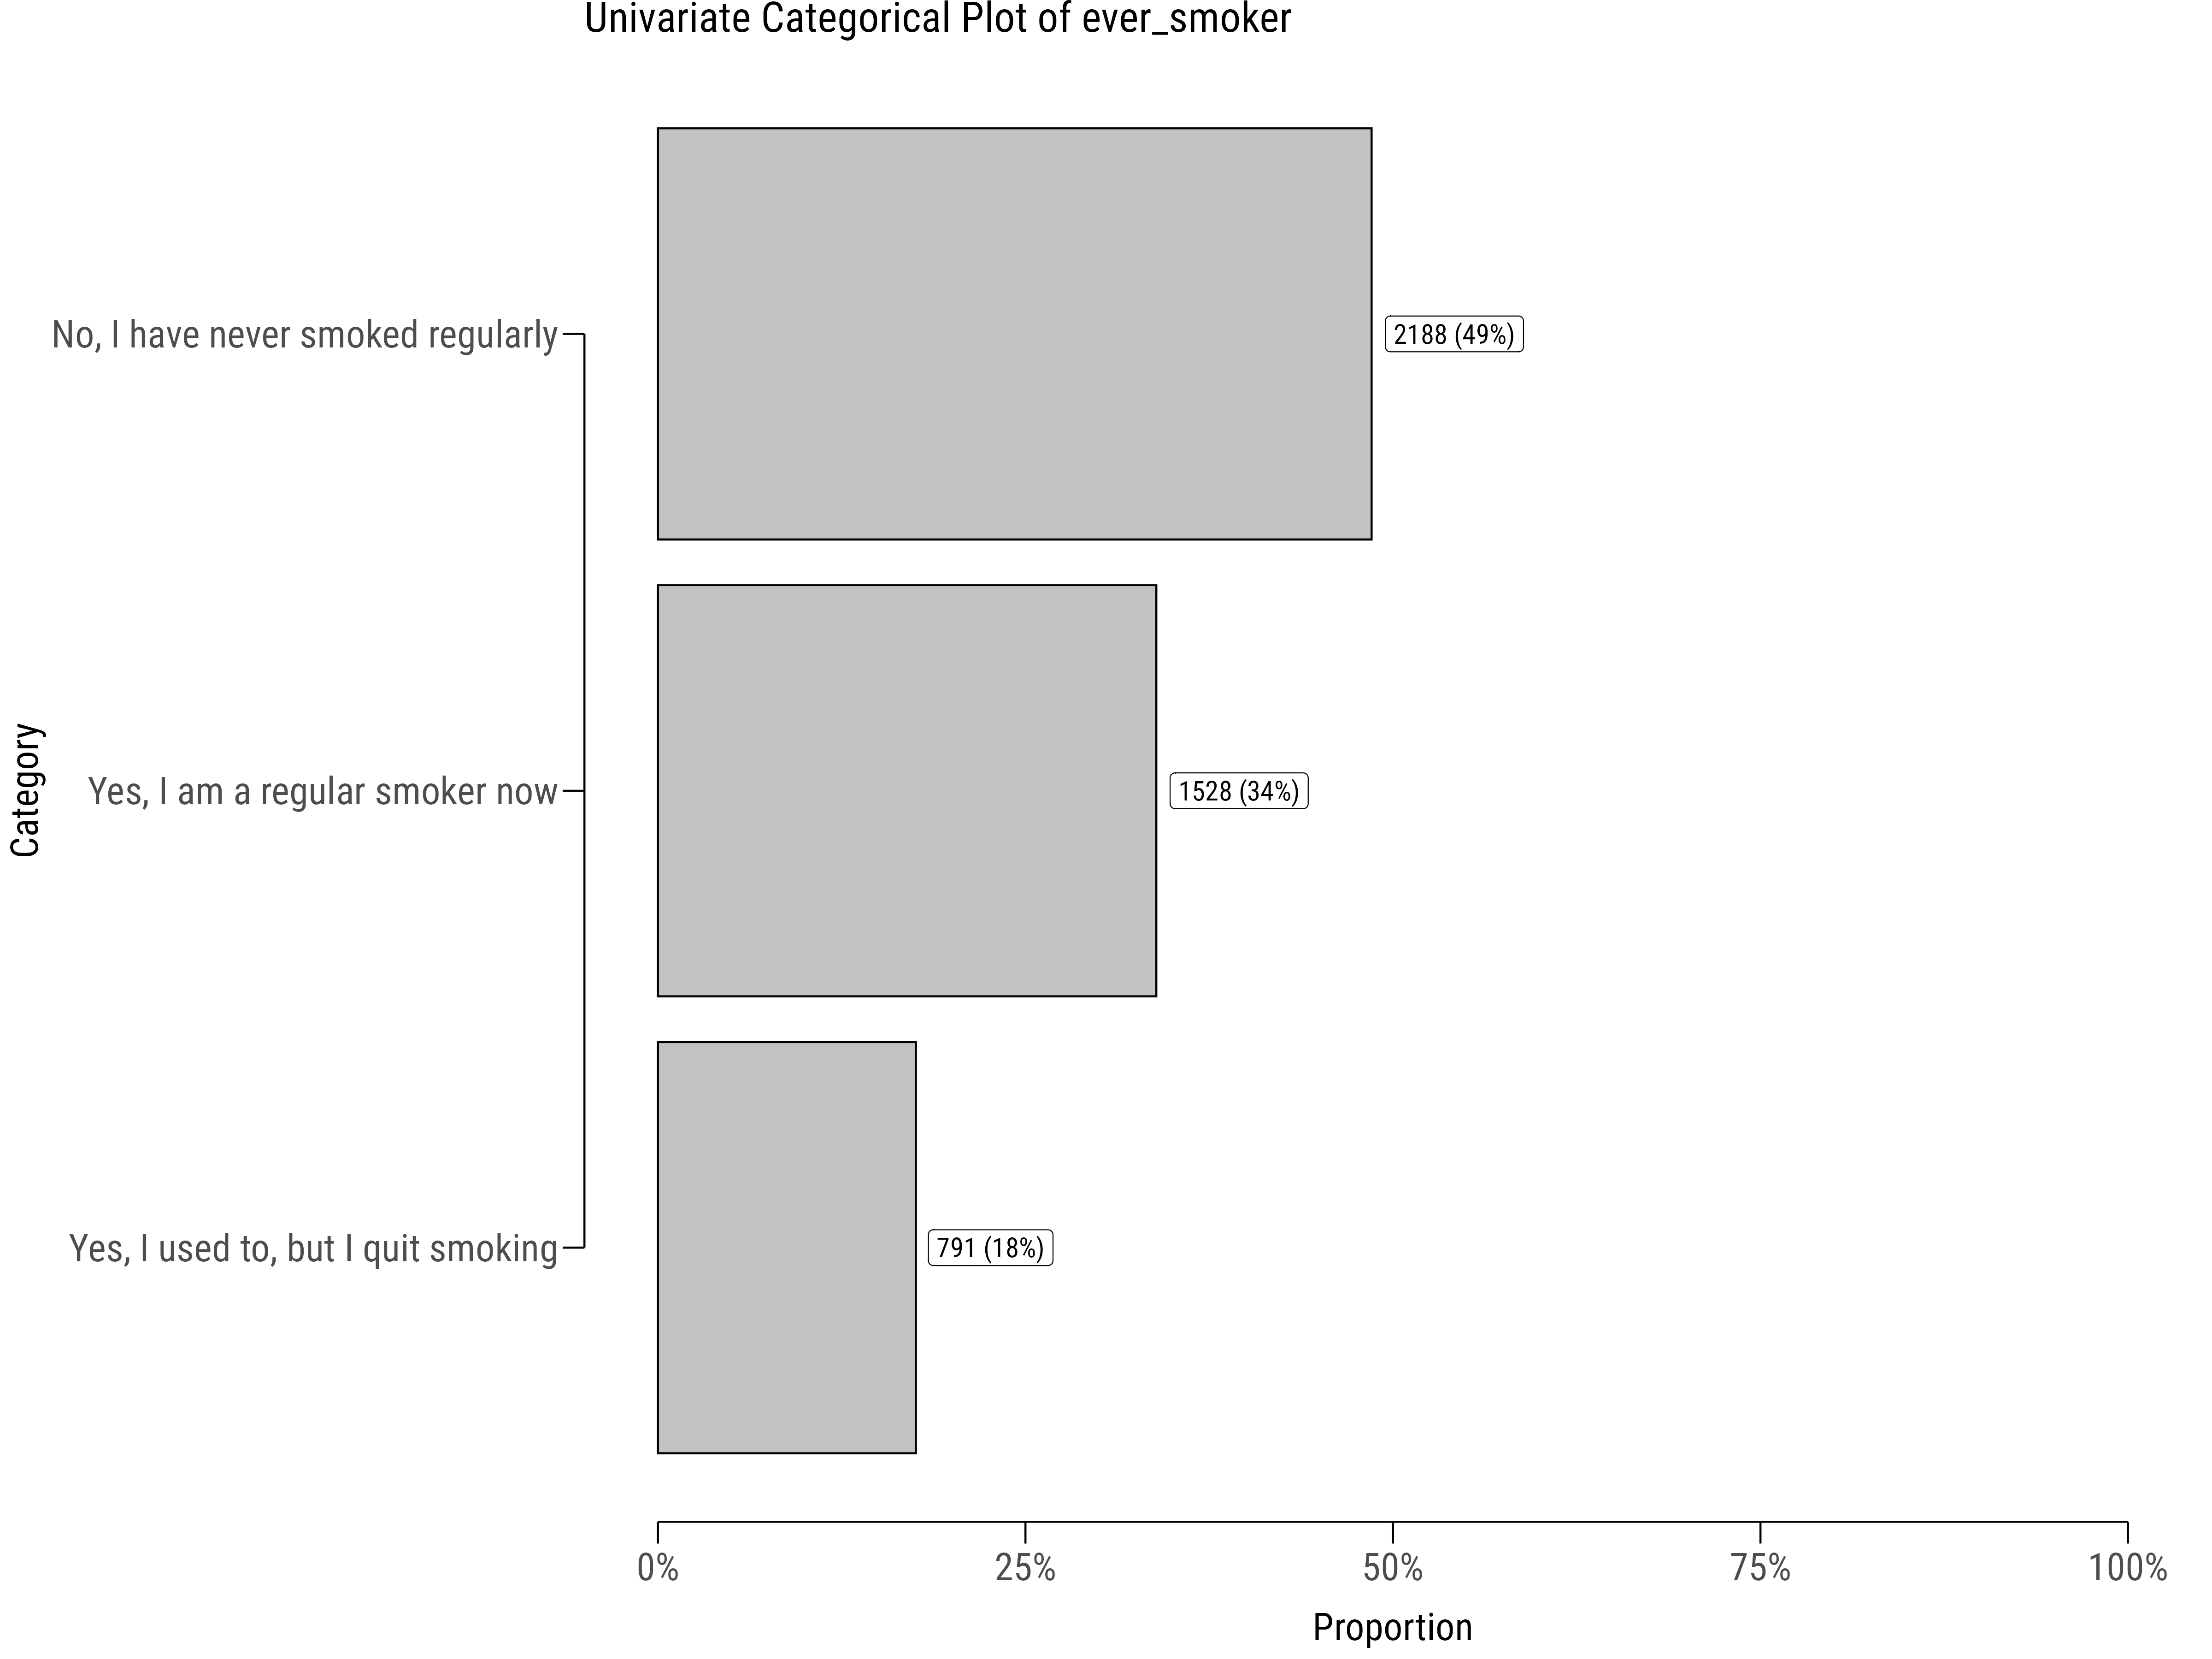 Univariate Categorical Plot of ever_smoker
No, I have never smoked regularly
2188 (49%)
Category
Yes, I am a regular smoker now
1528 (34%)
Yes, I used to, but I quit smoking
791 (18%)
0% 25% 50% 75% 100%
Proportion